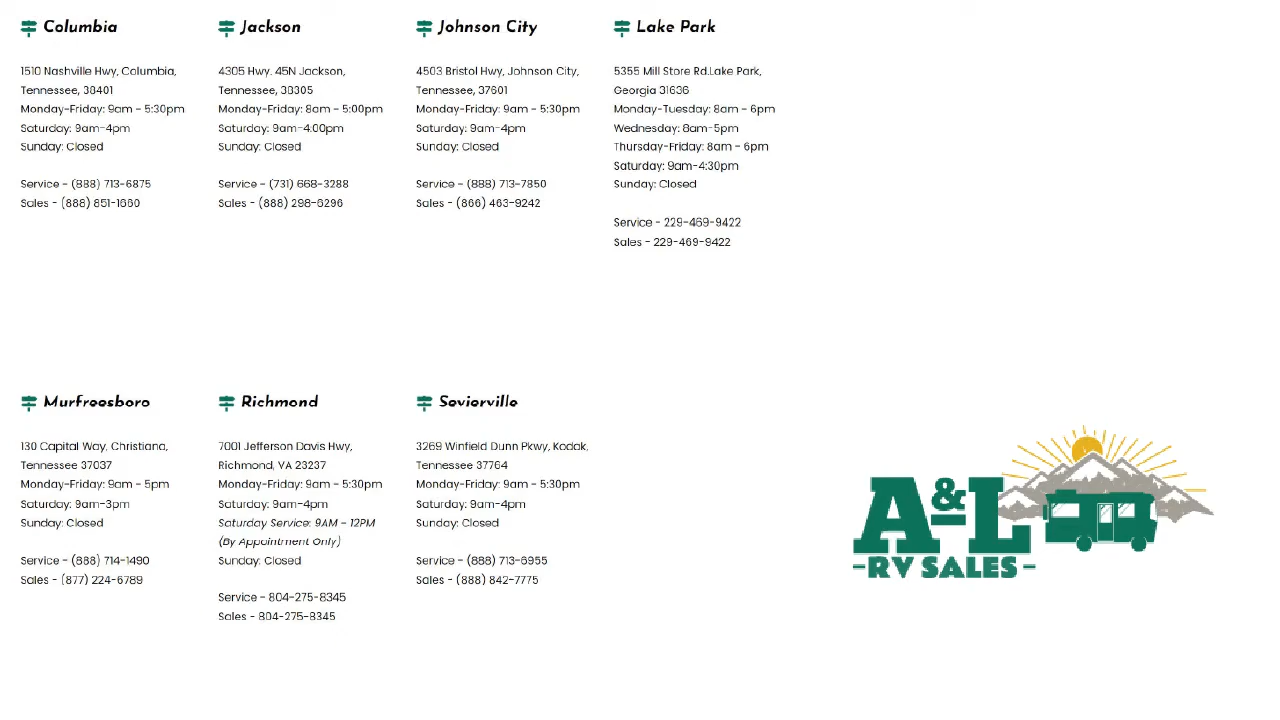 Columbia
1510 Nashville Hwy, Columbia,
Tennessee, 38401
Monday-Friday: 9am - 5:30pm
Saturday: 9am-4pm
Sunday: Closed
Service - (888) 713-6875
Sales - (888) 851-1660
Jackson
4305 Hwy. 45N Jackson,
Tennessee, 38305
Monday-Friday: 8am - 5:00pm
Saturday: 9am-4:00pm
Sunday: Closed
Service - (731) 668-3288
Sales - (888) 298-6296
Johnson City
4503 Bristol Hwy, Johnson City,
Tennessee, 37601
Monday-Friday: 9am - 5:30pm
Saturday: 9am-4pm
Sunday: Closed
Service - (888) 713-7850
Sales - (866) 463-9242
Lake Park
5355 Mill Store Rd.Lake Park,
Georgia 31636
Monday-Tuesday: 8am - 6pm
Wednesday: 8am-5pm
Thursday-Friday: 8am - 6pm
Saturday: 9am-4:30pm
Sunday: Closed
Service - 229-469-9422
Sales - 229-469-9422
Murfreesboro
130 Capital Way, Christiana,
Tennessee 37037
Monday-Friday: 9am - 5pm
Saturday: 9am-3pm
Sunday: Closed
Service - (888) 714-1490
Sales - (877) 224-6789
Richmond
7001 Jefferson Davis Hwy,
Richmond, VA 23237
Monday-Friday: 9am - 5:30pm
Saturday: 9am-4pm
Saturday Service: 9AM - 12PM
(By Appointment Only)
Sunday: Closed
Service - 804-275-8345
Sales - 804-275-8345
Sevierville
3269 Winfield Dunn Pkwy, Kodak,
Tennessee 37764
Monday-Friday: 9am - 5:30pm
Saturday: 9am-4pm
Sunday: Closed
Service - (888) 713-6955
Sales - (888) 842-7775
A&L
-RV SALES-